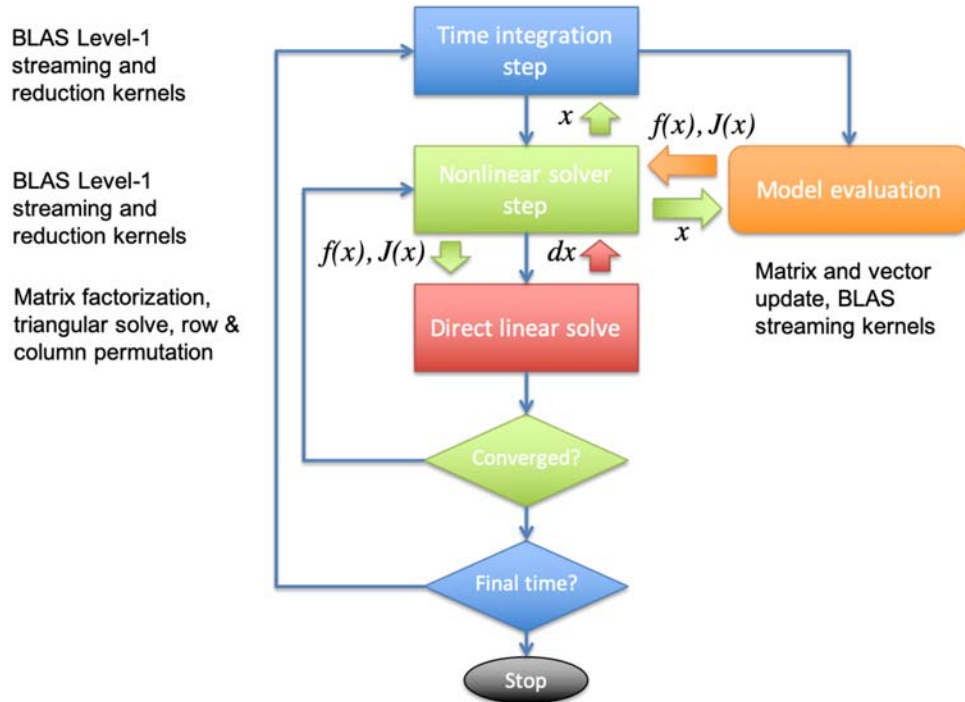 BLAS Level-1
streaming and
reduction kernels
Time integration
step
x
f(x), J(x)
BLAS Level-1
streaming and
reduction kernels
Nonlinear solver
step
Model evaluation
x
f(x), J(x)
dx
Matrix factorization,
triangular solve, row &
column permutation
Direct linear solve
Matrix and vector
update, BLAS
streaming kernels
Converged?
Final time?
Stop